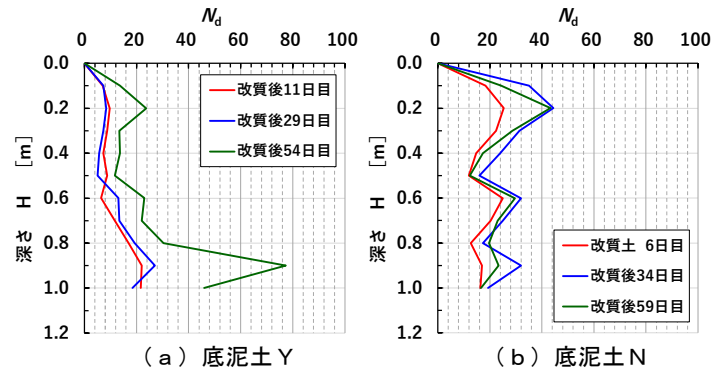 N_d
0 20 40 60 80 100
0.0
0.2
0.4
0.6
0.8
1.0
1.2
深さ H [m]
改質後11日目
改質後29日目
改質後54日目
(a) 底泥土Y
N_d
0 20 40 60 80 100
0.0
0.2
0.4
0.6
0.8
1.0
1.2
深さ H [m]
改質土 6日目
改質後34日目
改質後59日目
(b) 底泥土N